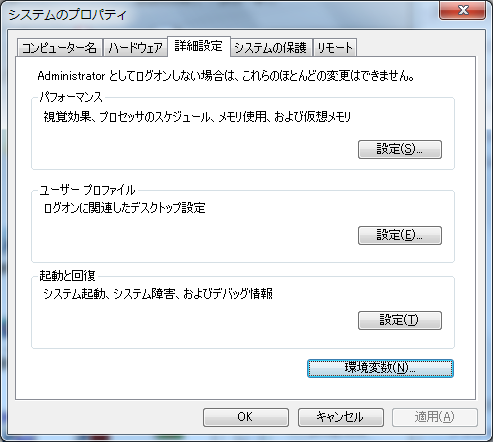 システムのプロパティ
コンピューター名 ハードウェア 詳細設定 システムの保護 リモート
Administrator としてログオンしない場合は、これらのほとんどの変更はできません。
パフォーマンス
視覚効果、プロセッサのスケジュール、メモリ使用、および仮想メモリ
設定(S)...
ユーザー プロファイル
ログオンに関連したデスクトップ設定
設定(E)...
起動と回復
システム起動、システム障害、およびデバッグ情報
設定(T)
環境変数(N)...
OK キャンセル 適用(A)